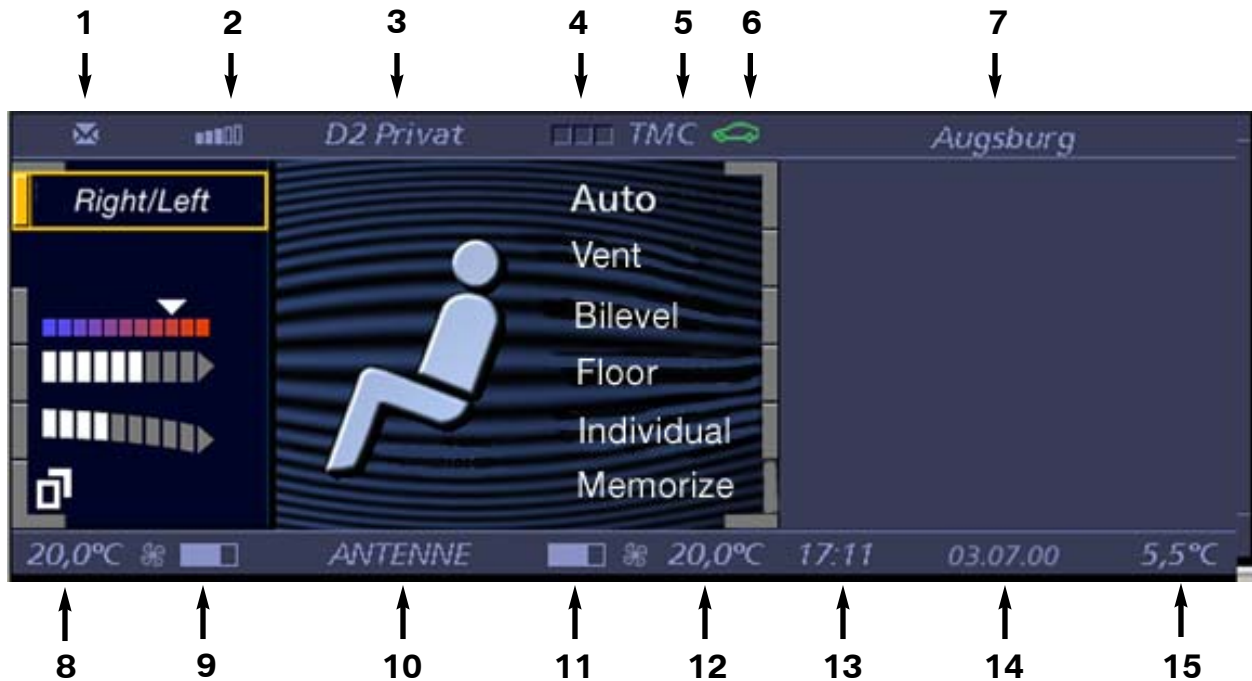 1 2 3 4 5 6 7
D2 Privat TMC Augsburg
Right/Left
Auto
Vent
Bilevel
Floor
Individual
Memorize
20,0°C ANTENNE 20,0°C 17:11 03.07.00 5,5°C
8 9 10 11 12 13 14 15